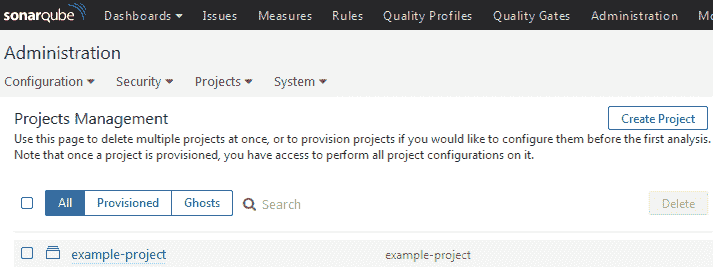 sonarqube Dashboards Issues Measures Rules Quality Profiles Quality Gates Administration Mo
Administration
Configuration Security Projects System
Projects Management
Create Project
Use this page to delete multiple projects at once, or to provision projects if you would like to configure them before the first analysis.
Note that once a project is provisioned, you have access to perform all project configurations on it.
All Provisioned Ghosts Search Delete
example-project example-project